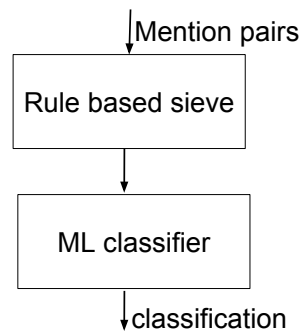 Mention pairs
Rule based sieve
ML classifier
classification